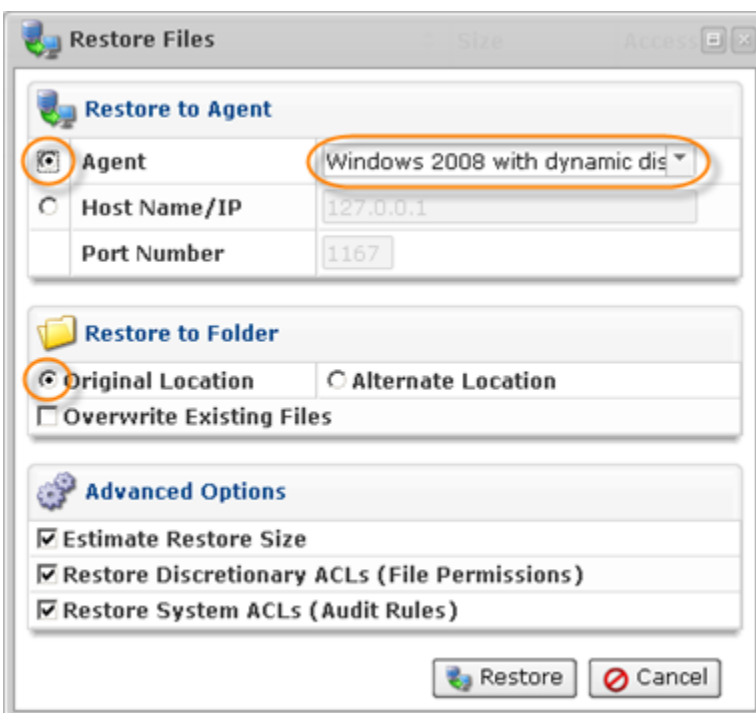 Restore Files Size Access
Restore to Agent
Agent Windows 2008 with dynamic dis
Host Name/IP 127.0.0.1
Port Number 1167
Restore to Folder
Original Location Alternate Location
Overwrite Existing Files
Advanced Options
Estimate Restore Size
Restore Discretionary ACLs (File Permissions)
Restore System ACLs (Audit Rules)
Restore Cancel